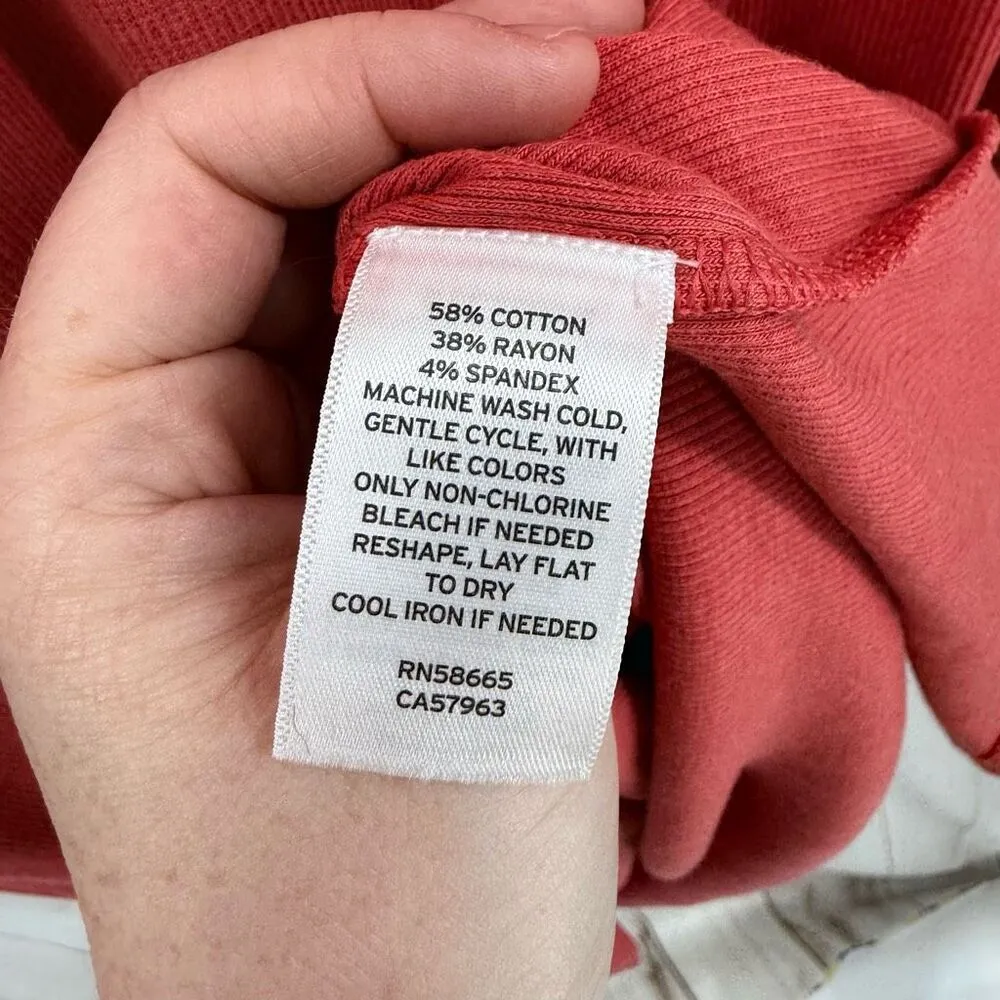 58% COTTON
38% RAYON
4% SPANDEX
MACHINE WASH COLD,
GENTLE CYCLE, WITH
LIKE COLORS
ONLY NON-CHLORINE
BLEACH IF NEEDED
RESHAPE, LAY FLAT
TO DRY
COOL IRON IF NEEDED
RN58665
CA57963